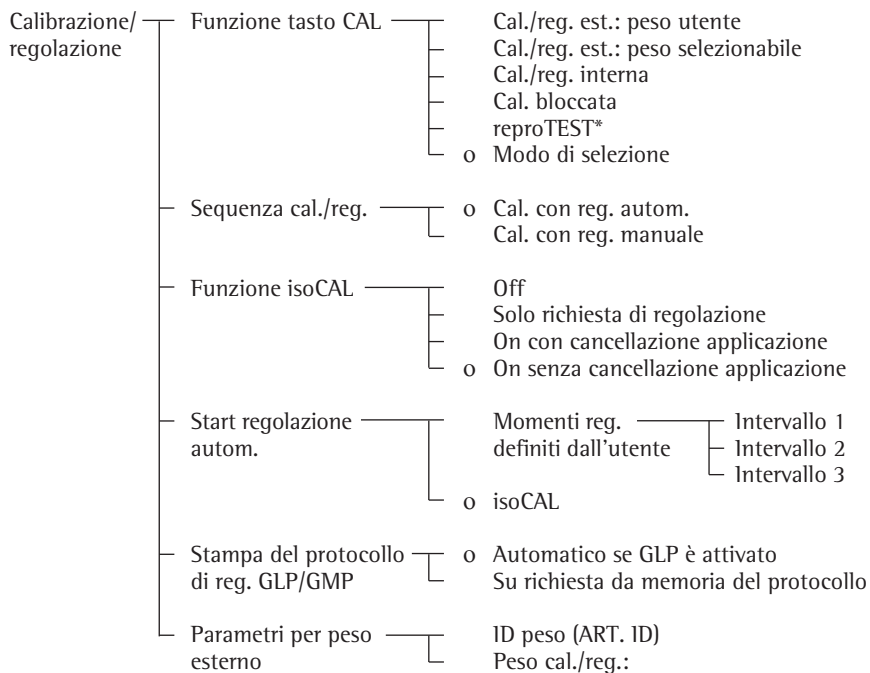 Calibrazione/ Funzione tasto CAL Cal./reg. est.: peso utente
regolazione Cal./reg. est.: peso selezionabile
Cal./reg. interna
Cal. bloccata
reproTEST*
o Modo di selezione
Sequenza cal./reg. o Cal. con reg. autom.
Cal. con reg. manuale
Funzione isoCAL Off
Solo richiesta di regolazione
On con cancellazione applicazione
o On senza cancellazione applicazione
Start regolazione Momenti reg. Intervallo 1
autom. definiti dall'utente Intervallo 2
Intervallo 3
o isoCAL
Stampa del protocollo o Automatico se GLP è attivato
di reg. GLP/GMP Su richiesta da memoria del protocollo
Parametri per peso ID peso (ART. ID)
esterno Peso cal./reg.: